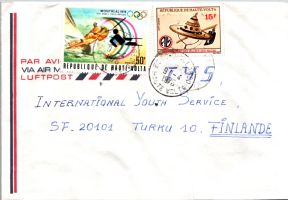 MONTREAL 1976
50F
REPUBLIQUE DE HAUTE-VOLTA
REPUBLIQUE DE HAUTE-VOLTA
15F
PAR AVI
VIA AIR M
LUFTPOST
I Y S
INTERNATIONAL YOUTH SERVICE,
SF. 20101 TURKU 10.
FINLANDE